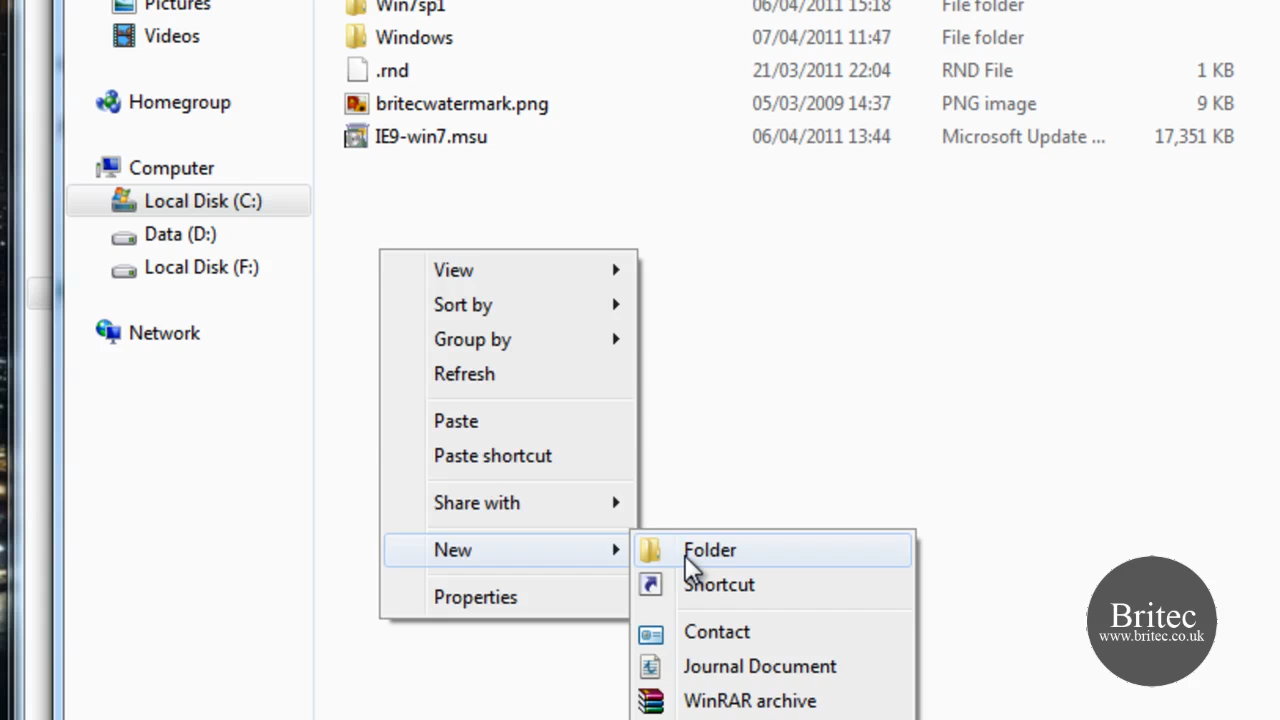 Pictures
Videos
Homegroup
Computer
Local Disk (C:)
Data (D:)
Local Disk (F:)
Network
Win7sp1 06/04/2011 15:18 File folder
Windows 07/04/2011 11:47 File folder
.rnd 21/03/2011 22:04 RND File 1 KB
britecwatermark.png 05/03/2009 14:37 PNG image 9 KB
IE9-win7.msu 06/04/2011 13:44 Microsoft Update ... 17,351 KB
View
Sort by
Group by
Refresh
Paste
Paste shortcut
Share with
New
Properties
Folder
Shortcut
Contact
Journal Document
WinRAR archive
Britec
www.britec.co.uk